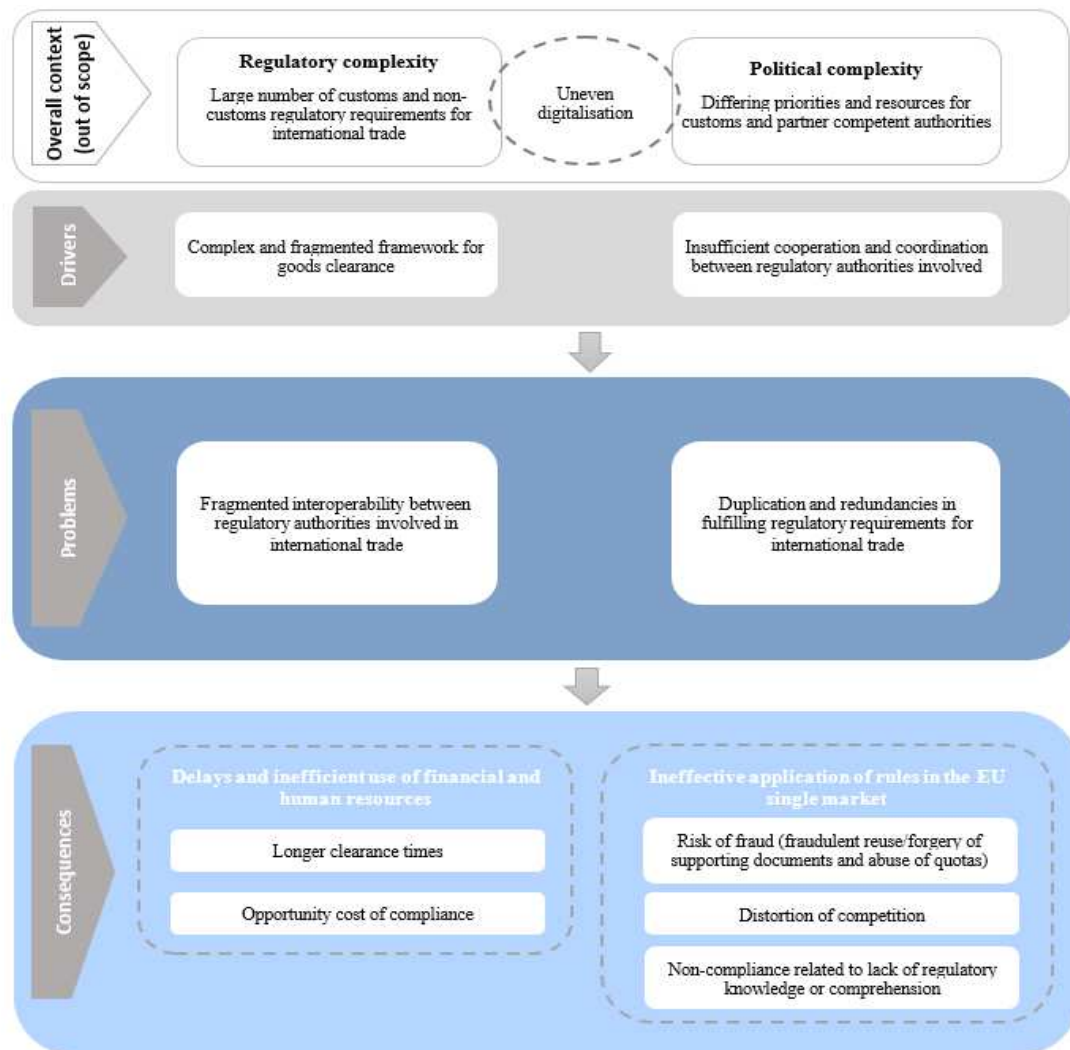 Overall context
(out of scope)
Regulatory complexity
Large number of customs and non-
customs regulatory requirements for
international trade
Uneven
digitalisation
Political complexity
Differing priorities and resources for
customs and partner competent authorities
Drivers
Complex and fragmented framework for
goods clearance
Insufficient cooperation and coordination
between regulatory authorities involved
Problems
Fragmented interoperability between
regulatory authorities involved in
international trade
Duplication and redundancies in
fulfilling regulatory requirements for
international trade
Consequences
Delays and inefficient use of financial and
human resources
Longer clearance times
Opportunity cost of compliance
Ineffective application of rules in the EU
single market
Risk of fraud (fraudulent reuse/forgery of
supporting documents and abuse of quotas)
Distortion of competition
Non-compliance related to lack of regulatory
knowledge or comprehension